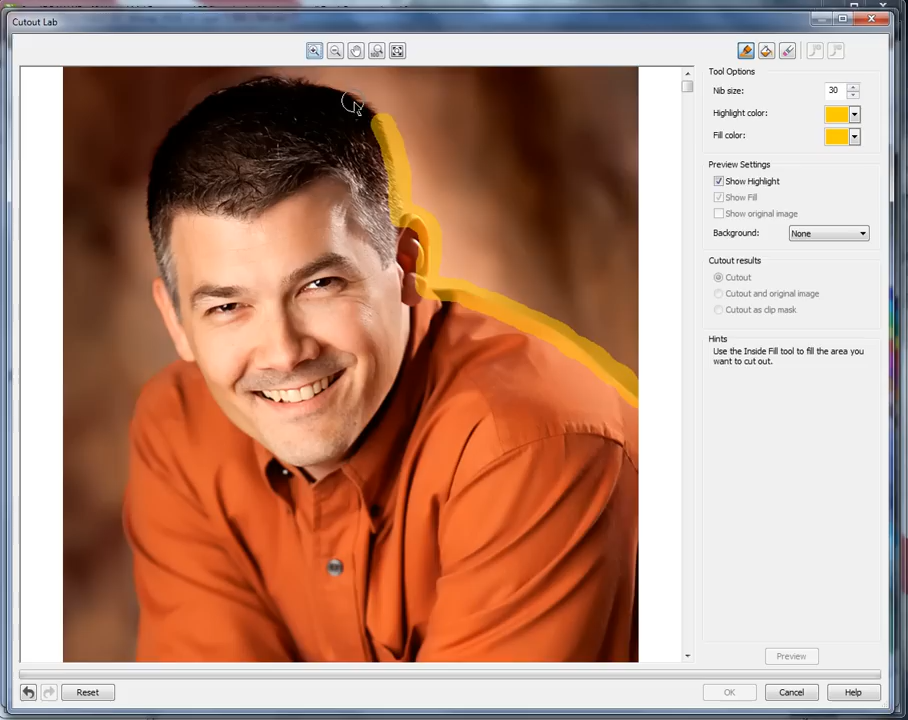 Cutout Lab
100%
Tool Options
Nib size: 30
Highlight color:
Fill color:
Preview Settings
Show Highlight
Show Fill
Show original image
Background: None
Cutout results
Cutout
Cutout and original image
Cutout as clip mask
Hints
Use the Inside Fill tool to fill the area you
want to cut out.
Preview
Reset
OK
Cancel
Help